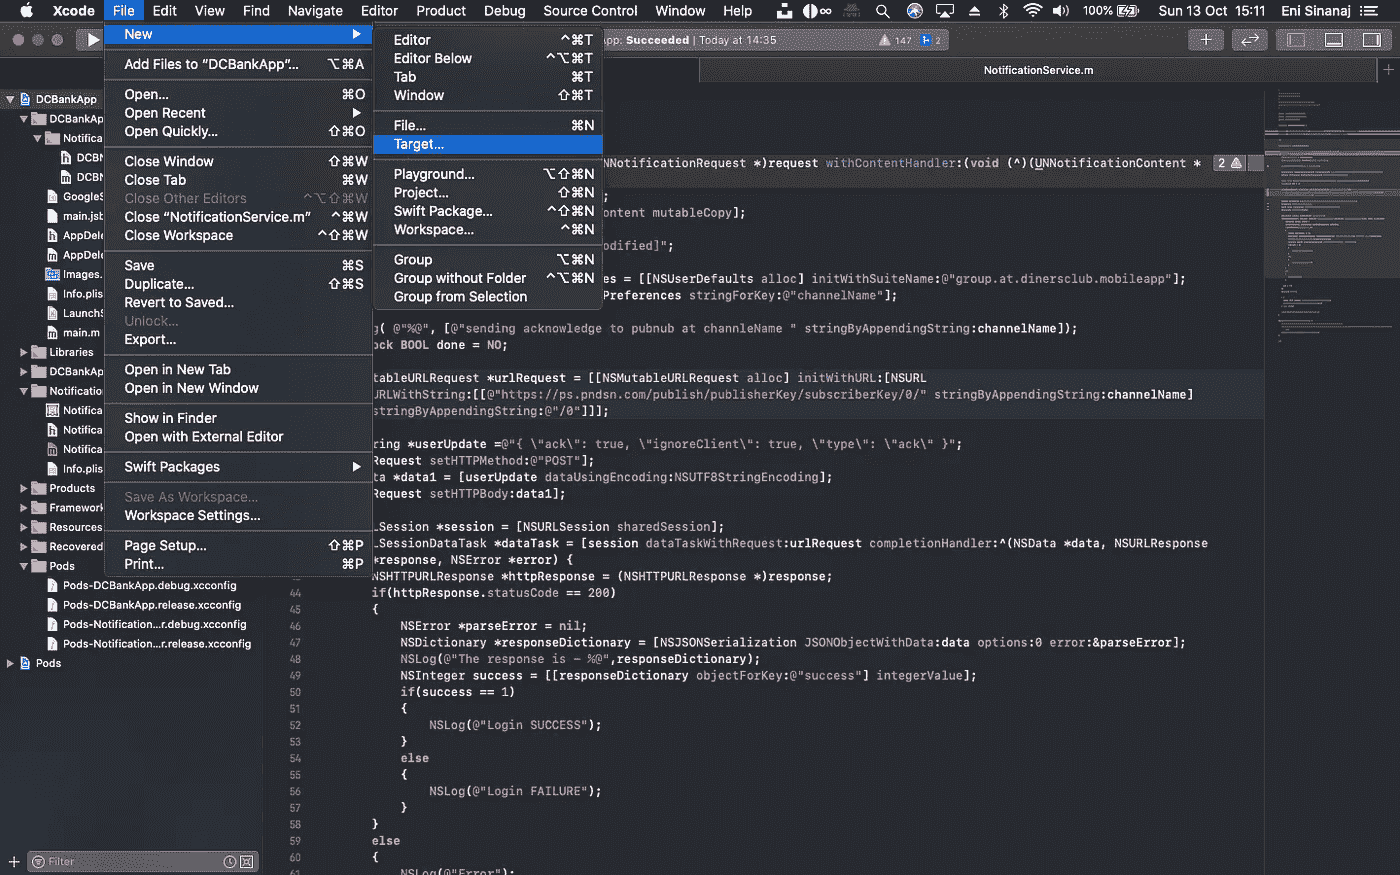 Xcode File Edit View Find Navigate Editor Product Debug Source Control Window Help 100% Sun 13 Oct 15:11 Eni Sinanaj
App: Succeeded | Today at 14:35 147 2
NotificationService.m
New
Add Files to “DCBankApp”... ⌥⌘A
Open... ⌘O
Open Recent
Open Quickly... ⇧⌘O
Close Window ⇧⌘W
Close Tab ⌘W
Close Other Editors ^⌥⇧⌘W
Close “NotificationService.m” ^⌘W
Close Workspace ^⇧⌘W
Save ⌘S
Duplicate... ⇧⌘S
Revert to Saved...
Unlock...
Export...
Open in New Tab
Open in New Window
Show in Finder
Open with External Editor
Swift Packages
Save As Workspace...
Workspace Settings...
Page Setup... ⇧⌘P
Print... ⌘P
Editor ^⌘T
Editor Below ^⌥⌘T
Tab ⌘T
Window ⇧⌘T
File... ⌘N
Target...
Playground... ⌥⇧⌘N
Project... ⇧⌘N
Swift Package... ^⇧⌘N
Workspace... ^⌘N
Group ⌥⌘N
Group without Folder ^⌥⌘N
Group from Selection
DCBankApp
DCBankAp
Notifica
DCBN
DCBN
GoogleS
main.jsb
AppDele
AppDele
Images.
Info.plis
LaunchS
main.m
Libraries
DCBankAp
Notificatio
Notifica
Notifica
Notifica
Info.plis
Products
Framework
Resources
Recovered
Pods
Pods-DCBankApp.debug.xcconfig
Pods-DCBankApp.release.xcconfig
Pods-Notification...r.debug.xcconfig
Pods-Notification...r.release.xcconfig
Pods
Filter
NNotificationRequest *)request withContentHandler:(void (^)(UNNotificationContent * 2
;
ontent mutableCopy];
odified]";
es = [[NSUserDefaults alloc] initWithSuiteName:@"group.at.dinersclub.mobileapp"];
Preferences stringForKey:@"channelName"];
g( @"%@", [@"sending acknowledge to pubnub at channleName " stringByAppendingString:channelName]);
ock BOOL done = NO;
tableURLRequest *urlRequest = [[NSMutableURLRequest alloc] initWithURL:[NSURL
URLWithString:[[@"https://ps.pndsn.com/publish/publisherKey/subscriberKey/0/" stringByAppendingString:channelName]
stringByAppendingString:@"/0"]]];
ring *userUpdate =@"{ \"ack\": true, \"ignoreClient\": true, \"type\": \"ack\" }";
Request setHTTPMethod:@"POST"];
ta *data1 = [userUpdate dataUsingEncoding:NSUTF8StringEncoding];
Request setHTTPBody:data1];
LSession *session = [NSURLSession sharedSession];
LSessionDataTask *dataTask = [session dataTaskWithRequest:urlRequest completionHandler:^(NSData *data, NSURLResponse
*response, NSError *error) {
NSHTTPURLResponse *httpResponse = (NSHTTPURLResponse *)response;
44 if(httpResponse.statusCode == 200)
45 {
46 NSError *parseError = nil;
47 NSDictionary *responseDictionary = [NSJSONSerialization JSONObjectWithData:data options:0 error:&parseError];
48 NSLog(@"The response is - %@",responseDictionary);
49 NSInteger success = [[responseDictionary objectForKey:@"success"] integerValue];
50 if(success == 1)
51 {
52 NSLog(@"Login SUCCESS");
53 }
54 else
55 {
56 NSLog(@"Login FAILURE");
57 }
58 }
59 else
60 {
61 NSLog(@"Error");